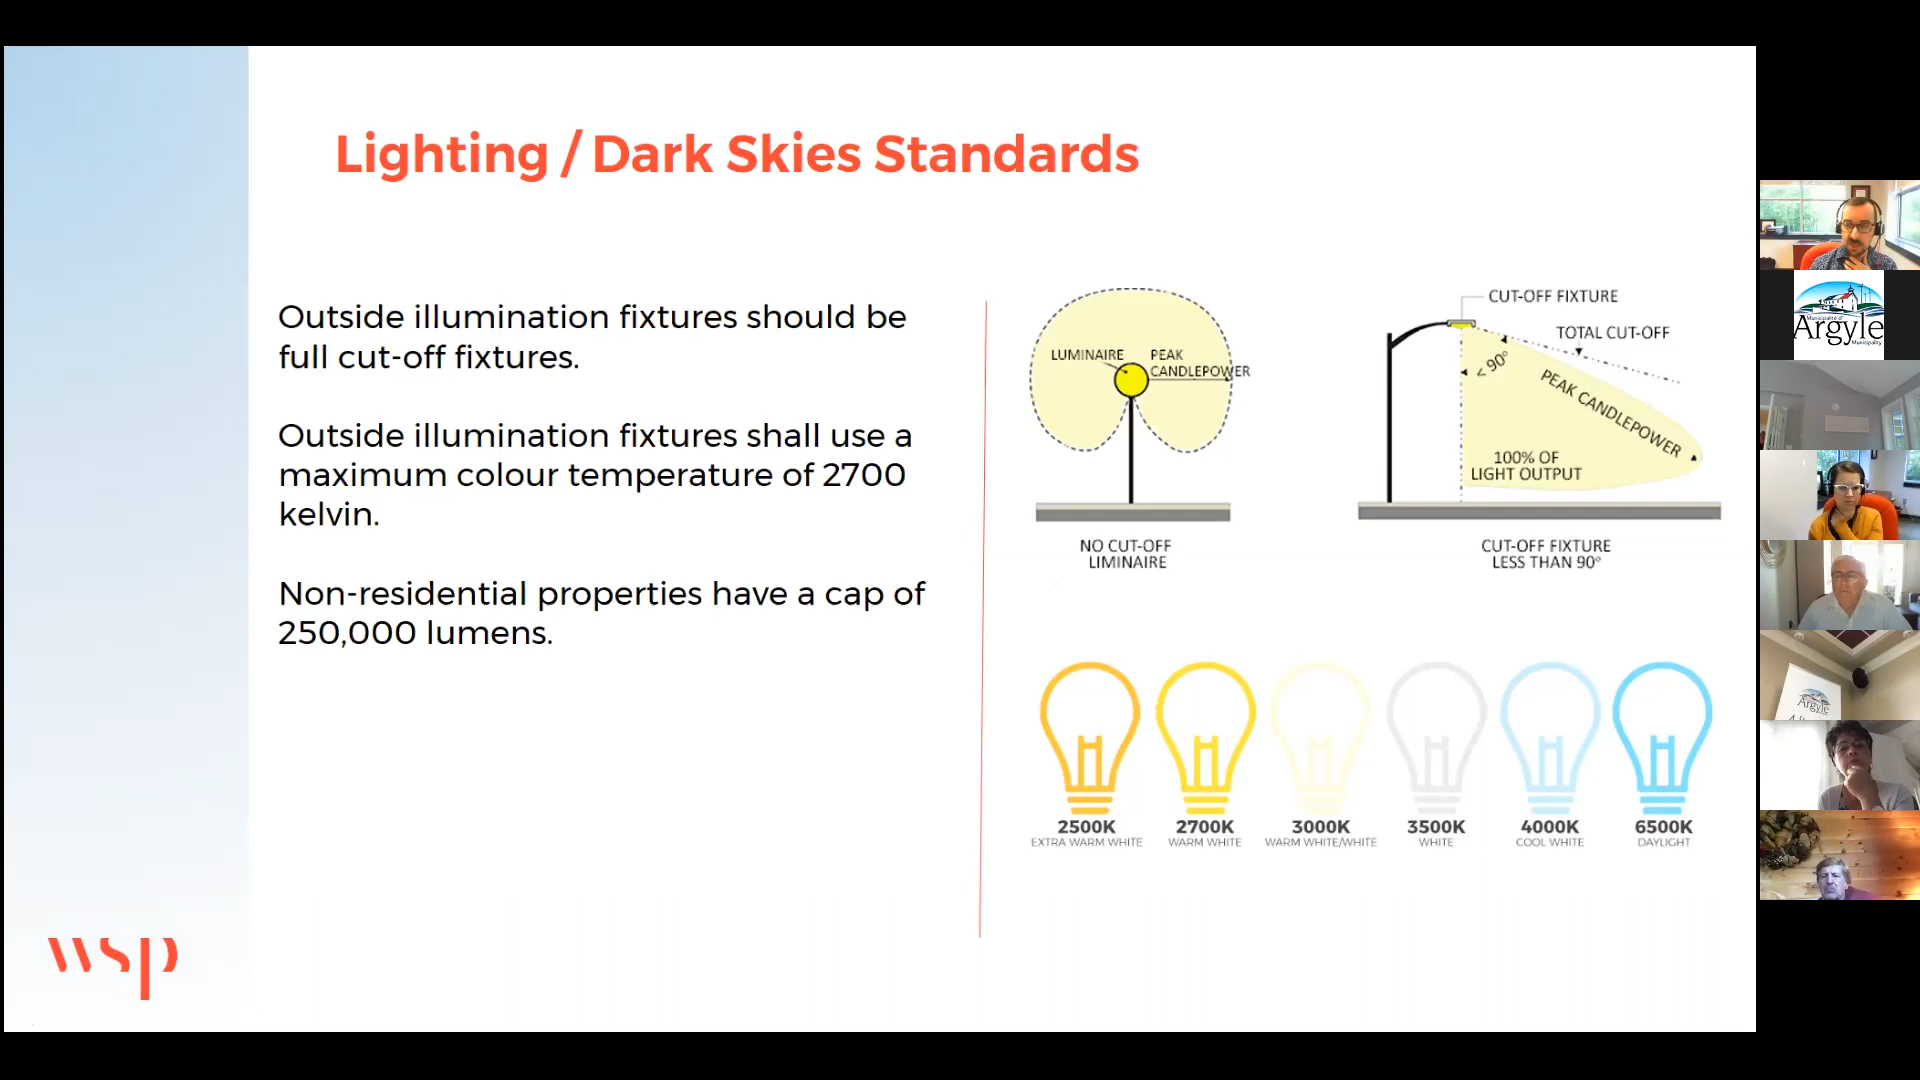 Lighting / Dark Skies Standards
Outside illumination fixtures should be
full cut-off fixtures.
Outside illumination fixtures shall use a
maximum colour temperature of 2700
kelvin.
Non-residential properties have a cap of
250,000 lumens.
LUMINAIRE
PEAK
CANDLEPOWER
NO CUT-OFF
LIMINAIRE
CUT-OFF FIXTURE
TOTAL CUT-OFF
< 90°
PEAK CANDLEPOWER
100% OF
LIGHT OUTPUT
CUT-OFF FIXTURE
LESS THAN 90°
2500K
EXTRA WARM WHITE
2700K
WARM WHITE
3000K
WARM WHITE/WHITE
3500K
WHITE
4000K
COOL WHITE
6500K
DAYLIGHT
wsp
Municipalité d'
Argyle
Municipality
Argyle